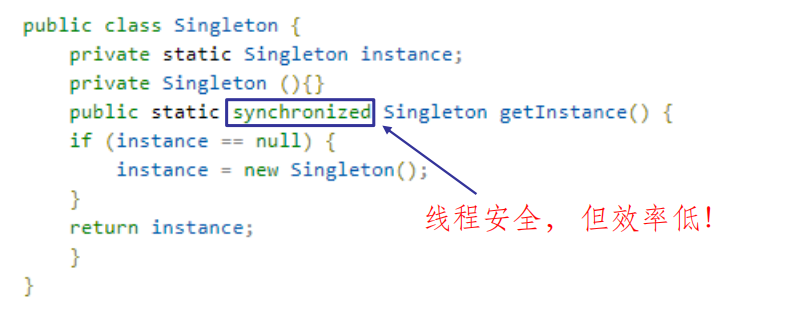 public class Singleton {
private static Singleton instance;
private Singleton (){}
public static synchronized Singleton getInstance() {
if (instance == null) {
instance = new Singleton();
}
return instance;
}
}
线程安全，但效率低！